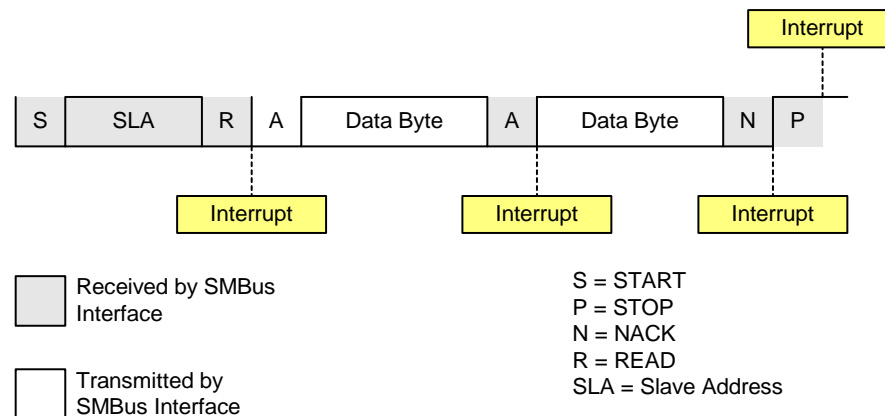 Interrupt
S SLA R A Data Byte A Data Byte N P
Interrupt Interrupt Interrupt
Received by SMBus
Interface
Transmitted by
SMBus Interface
S = START
P = STOP
N = NACK
R = READ
SLA = Slave Address